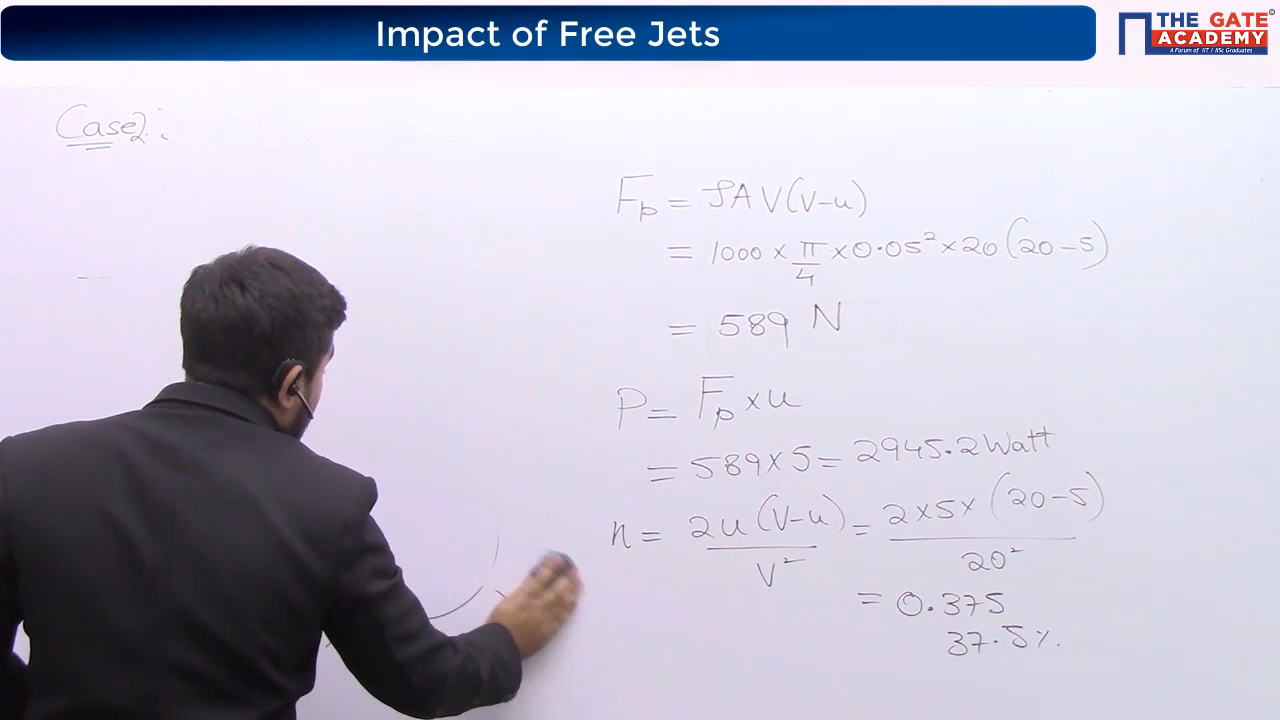 Impact of Free Jets
THE GATE ACADEMY
A Forum of IIT / IISc Graduates
Case2:
Fp = ρAV(V-u)
= 1000 × π/4 × 0.05² × 20 (20-5)
= 589 N
P = Fp × u
= 589 × 5 = 2945.2 Watt
η = 2u(V-u)/V² = 2×5×(20-5)/20²
= 0.375
37.5%.